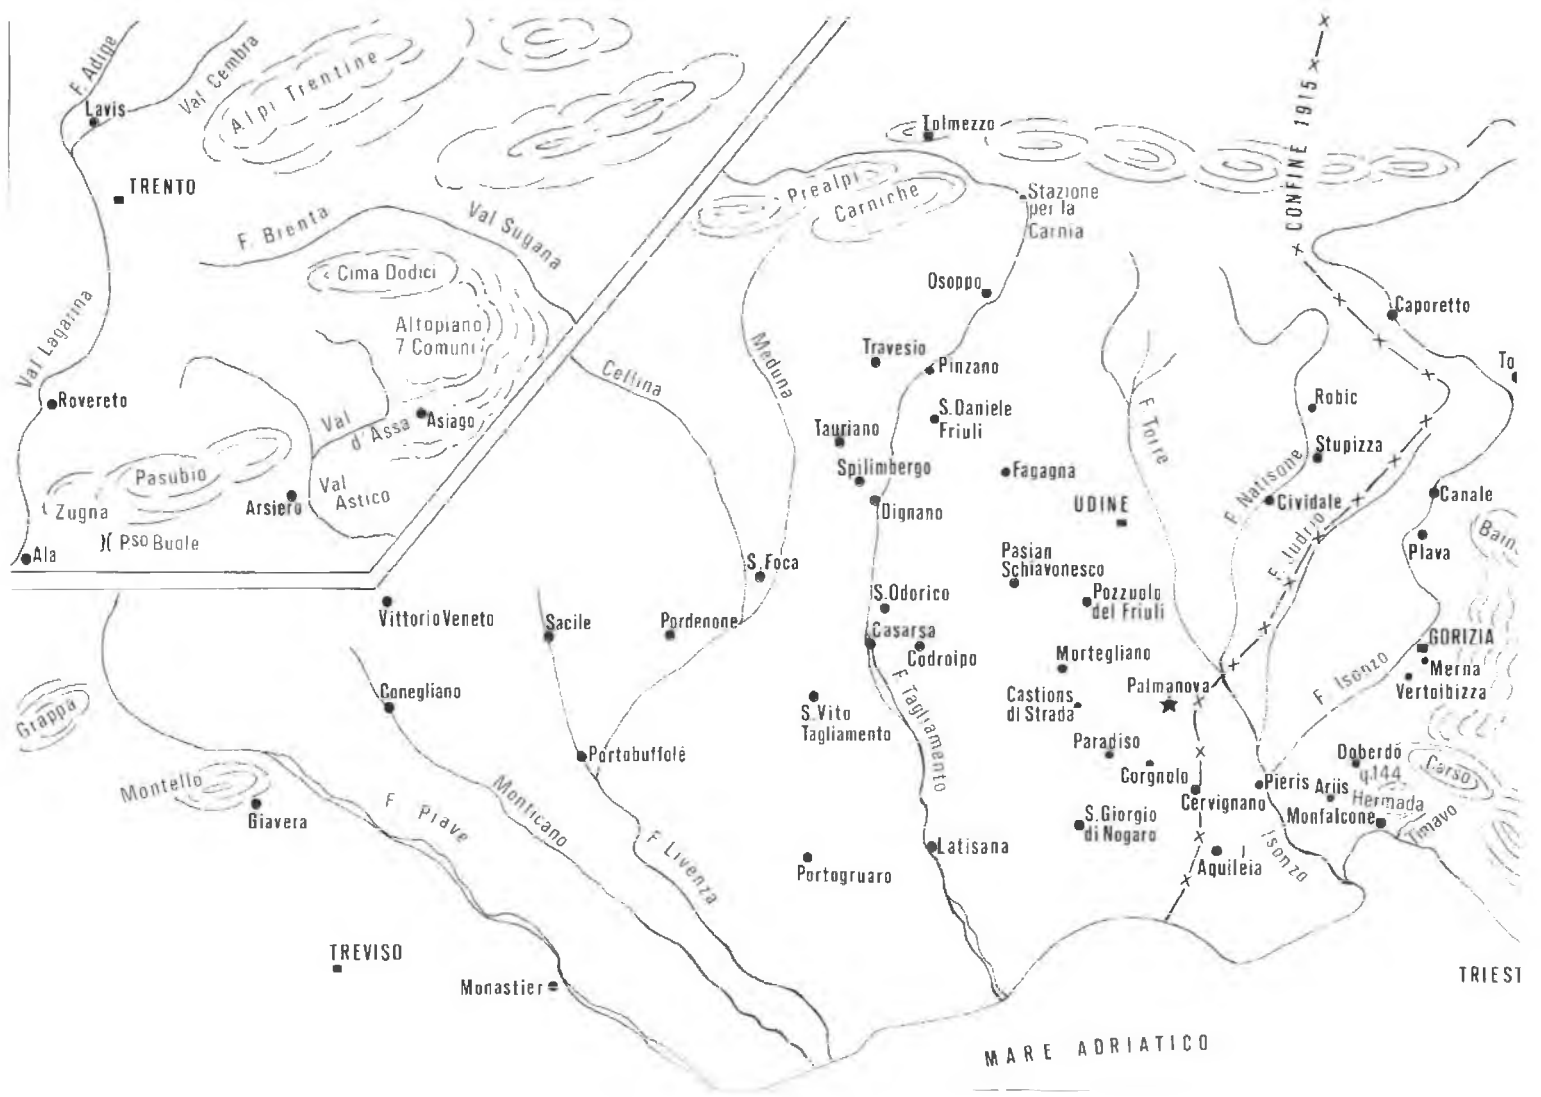 F. Adige
Val Cembra
Alpi Trentine
Lavis
TRENTO
F. Brenta
Val Sugana
Cima Dodici
Altopiano
7 Comuni
Val Lagarina
Rovereto
Val
d'Assa
Asiago
Pasubio
Zugna
Val
Astico
Arsiero
P.so Buole
Ala
Tolmezzo
Prealpi
Carniche
Stazione
per la
Carnia
CONFINE 1915
Osoppo
Caporetto
Travesio
Pinzano
Cellina
Meduna
To
S. Daniele
Friuli
F. Torre
Robic
Tauriano
Stupizza
Spilimbergo
Fagagna
F. Natisone
Dignano
UDINE
Cividale
Canale
F. Judrio
Plava
Bains
Pasian
Schiavonesco
S. Foca
S. Odorico
Pozzuolo
del Friuli
Vittorio Veneto
Sacile
Pordenone
Casarsa
Codroipo
GORIZIA
Merna
Vertoibizza
F. Isonzo
Mortegliano
Palmanova
Castions
di Strada
Conegliano
F. Tagliamento
S. Vito
Tagliamento
Grappa
Portobuffolè
Paradiso
Corgnolo
Doberdò
q. 144
Carso
Montello
Giavera
F. Piave
Monticano
Cervignano
Pieris
Ariis
Hermada
Monfalcone
Timavo
S. Giorgio
di Nogaro
F. Livenza
Latisana
Portogruaro
Aquileia
Isonzo
TREVISO
Monastier
TRIEST
MARE ADRIATICO